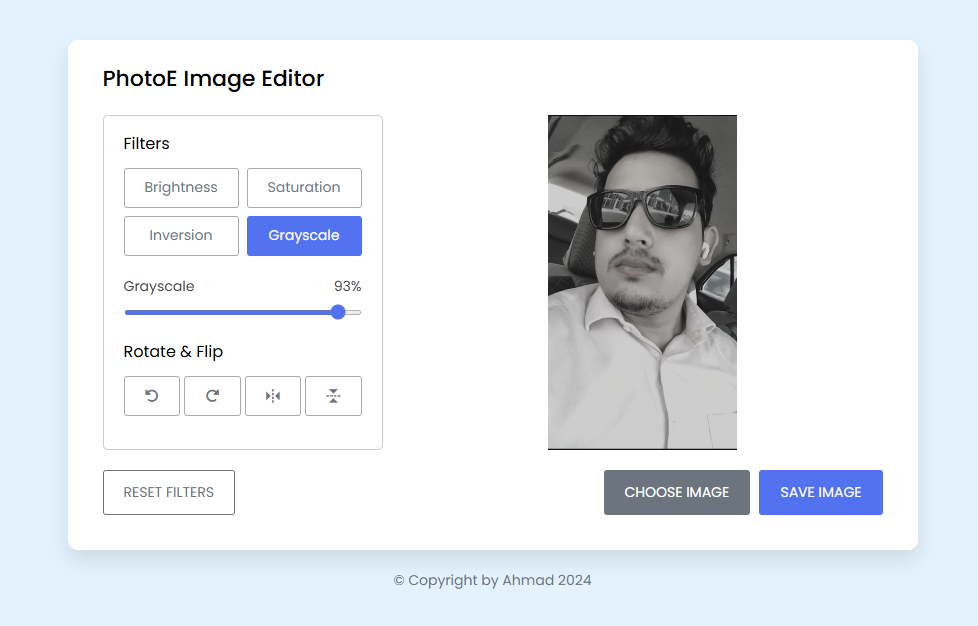 PhotoE Image Editor
Filters
Brightness Saturation
Inversion Grayscale
Grayscale 93%
Rotate & Flip
RESET FILTERS CHOOSE IMAGE SAVE IMAGE
© Copyright by Ahmad 2024